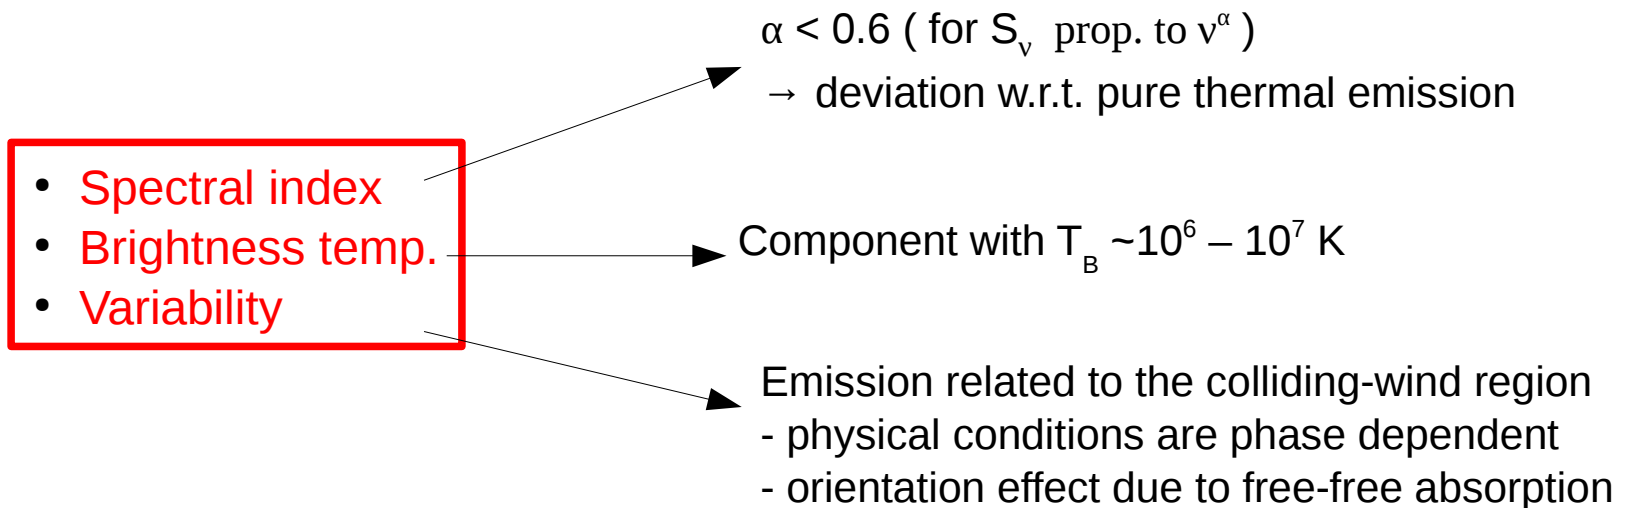 α < 0.6 ( for Sν prop. to να )
→ deviation w.r.t. pure thermal emission
• Spectral index
• Brightness temp.
• Variability
Component with TB ~10⁶ – 10⁷ K
Emission related to the colliding-wind region
- physical conditions are phase dependent
- orientation effect due to free-free absorption